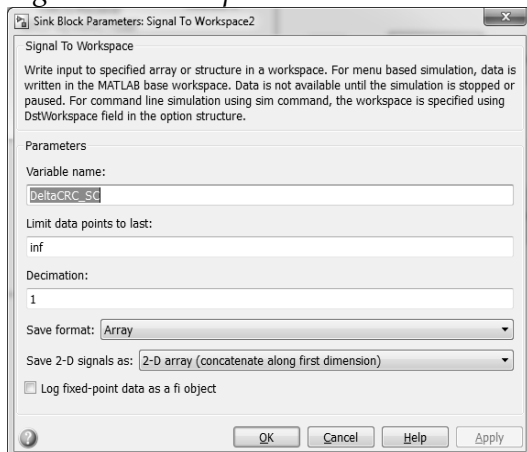 Sink Block Parameters: Signal To Workspace2
Signal To Workspace
Write input to specified array or structure in a workspace. For menu based simulation, data is
written in the MATLAB base workspace. Data is not available until the simulation is stopped or
paused. For command line simulation using sim command, the workspace is specified using
DstWorkspace field in the option structure.
Parameters
Variable name:
DeltaCRC_SC
Limit data points to last:
inf
Decimation:
1
Save format: Array
Save 2-D signals as: 2-D array (concatenate along first dimension)
Log fixed-point data as a fi object
OK Cancel Help Apply